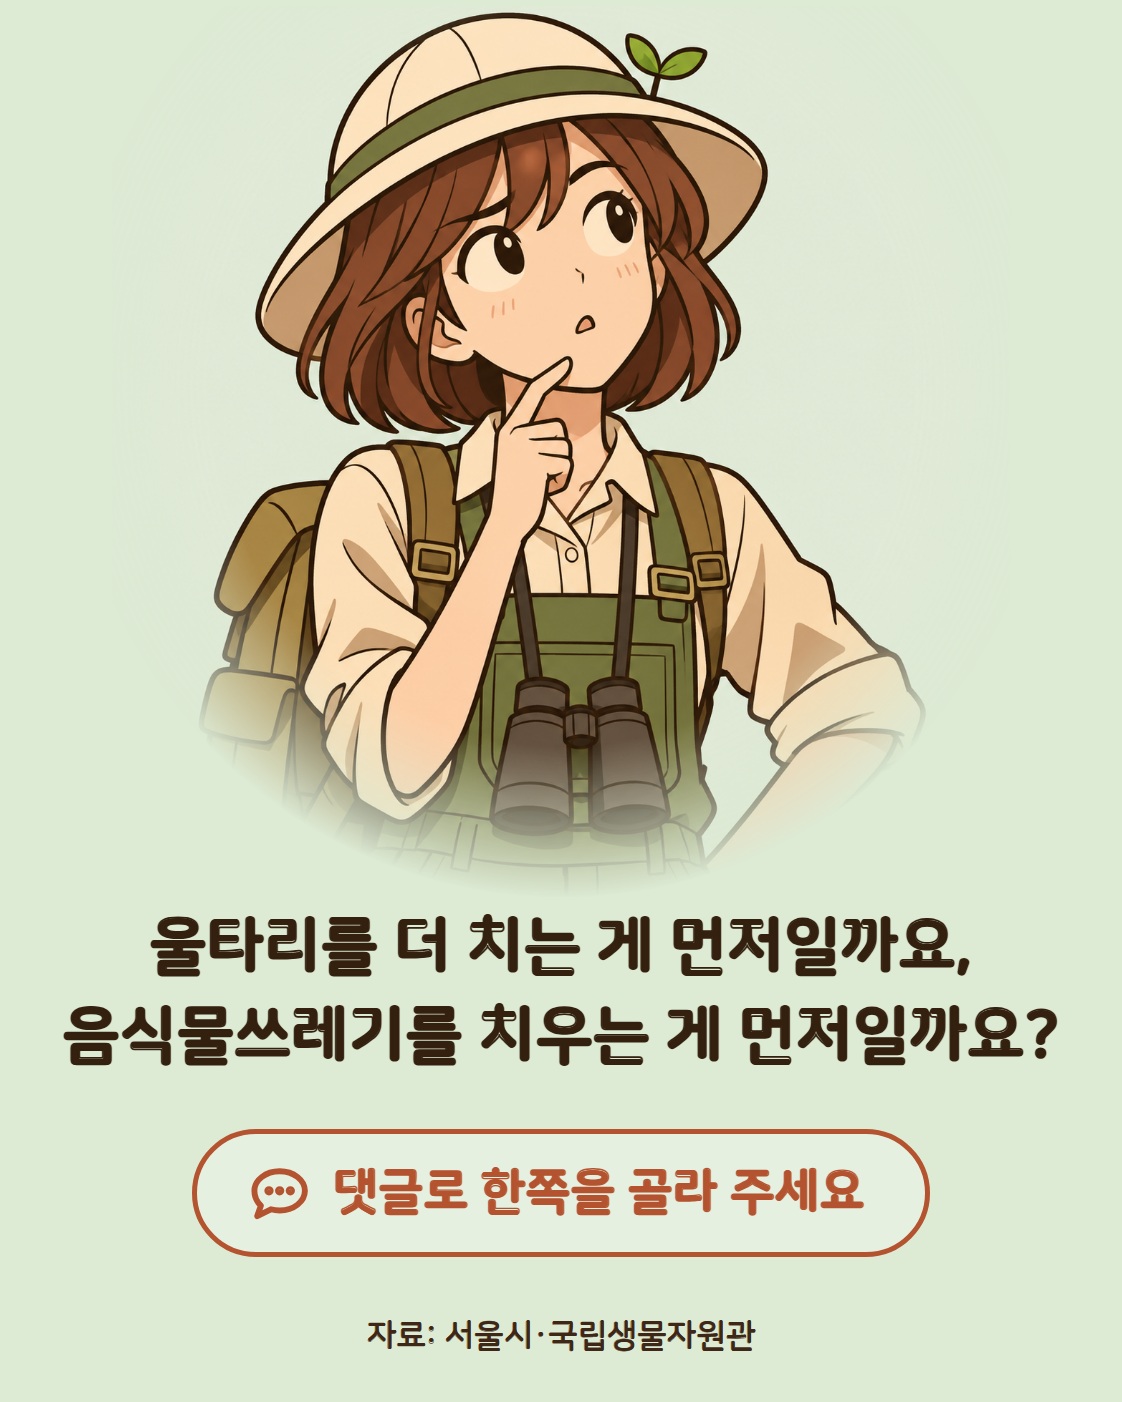 울타리를 더 치는 게 먼저일까요,
음식물쓰레기를 치우는 게 먼저일까요?
댓글로 한쪽을 골라 주세요
자료: 서울시·국립생물자원관